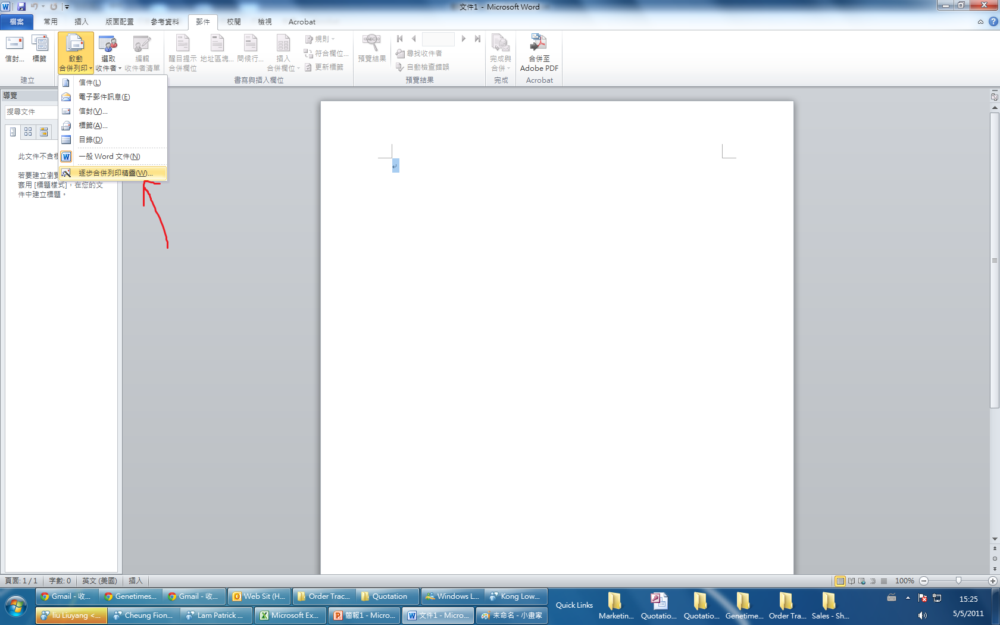 文件1 - Microsoft Word
檔案 常用 插入 版面配置 參考資料 郵件 校閱 檢視 Acrobat
信封... 標籤
建立
啟動
合併列印
選取
收件者
編輯
收件者清單
醒目提示
合併欄位
地址區塊...
問候行...
插入
合併欄位
規則
符合欄位...
更新標籤
書寫與插入欄位
預覽結果
尋找收件者
自動檢查錯誤
預覽結果
完成與
合併
完成
合併至
Adobe PDF
Acrobat
信件(L)
電子郵件訊息(E)
信封(V)...
標籤(A)...
目錄(D)
一般 Word 文件(N)
逐步合併列印精靈(W)...
導覽
搜尋文件
此文件不含標
若要建立瀏覽
套用 [標題樣式]，在您的文
件中建立標題。
頁面: 1 / 1 字數: 0 英文 (美國) 插入 100%
Gmail - 收... Genetimes... Gmail - 收... Web Sit (H... Order Trac... Quotation Windows L... Kong Low...
liu Liuyang <... Cheung Fion... Lam Patrick ... Microsoft Ex... 簡報1 - Micro... 文件1 - Micro... 未命名 - 小畫家
Quick Links
Marketin... Quotatio... Quotatio... Genetime... Order Tra... Sales - Sh...
15:25
5/5/2011